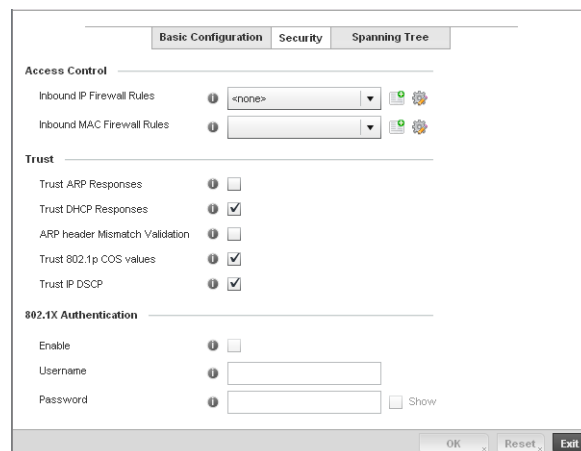 Basic Configuration Security Spanning Tree
Access Control
Inbound IP Firewall Rules <none>
Inbound MAC Firewall Rules
Trust
Trust ARP Responses
Trust DHCP Responses
ARP header Mismatch Validation
Trust 802.1p COS values
Trust IP DSCP
802.1X Authentication
Enable
Username
Password Show
OK Reset Exit